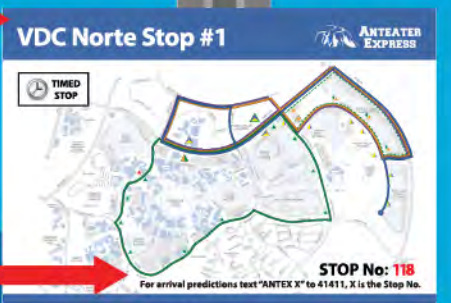 VDC Norte Stop #1
ANTEATER
EXPRESS
TIMED
STOP
STOP No: 118
For arrival predictions text "ANTEX X" to 41411, X is the Stop No.